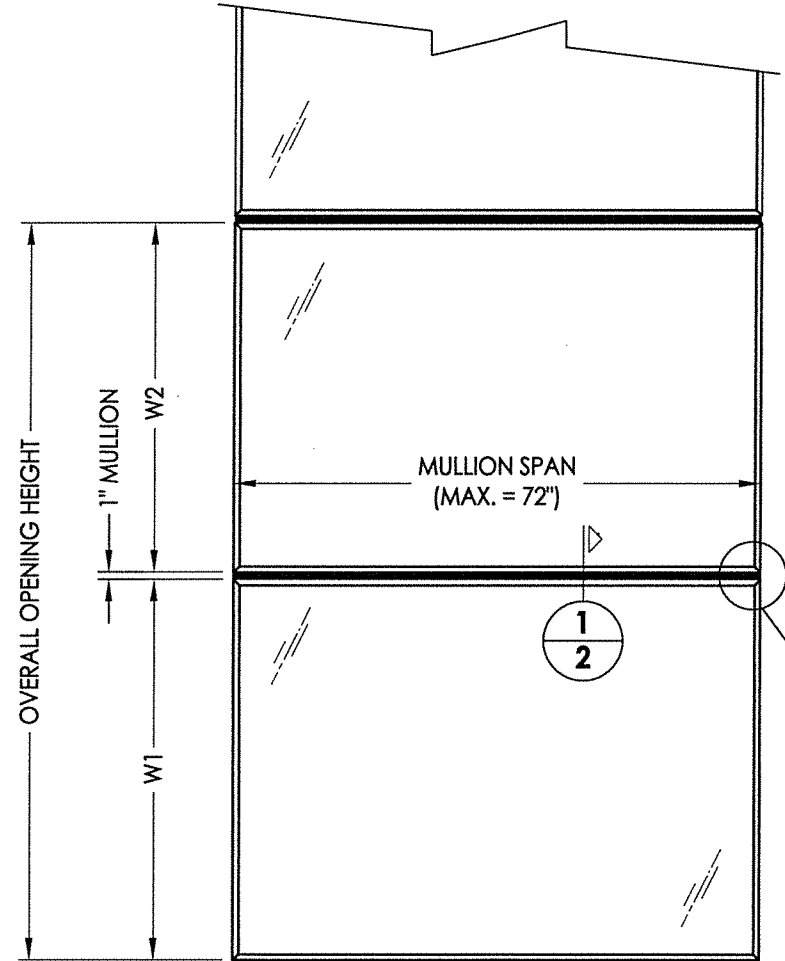 OVERALL OPENING HEIGHT
1" MULLION
W2
W1
MULLION SPAN
(MAX. = 72")
1
2